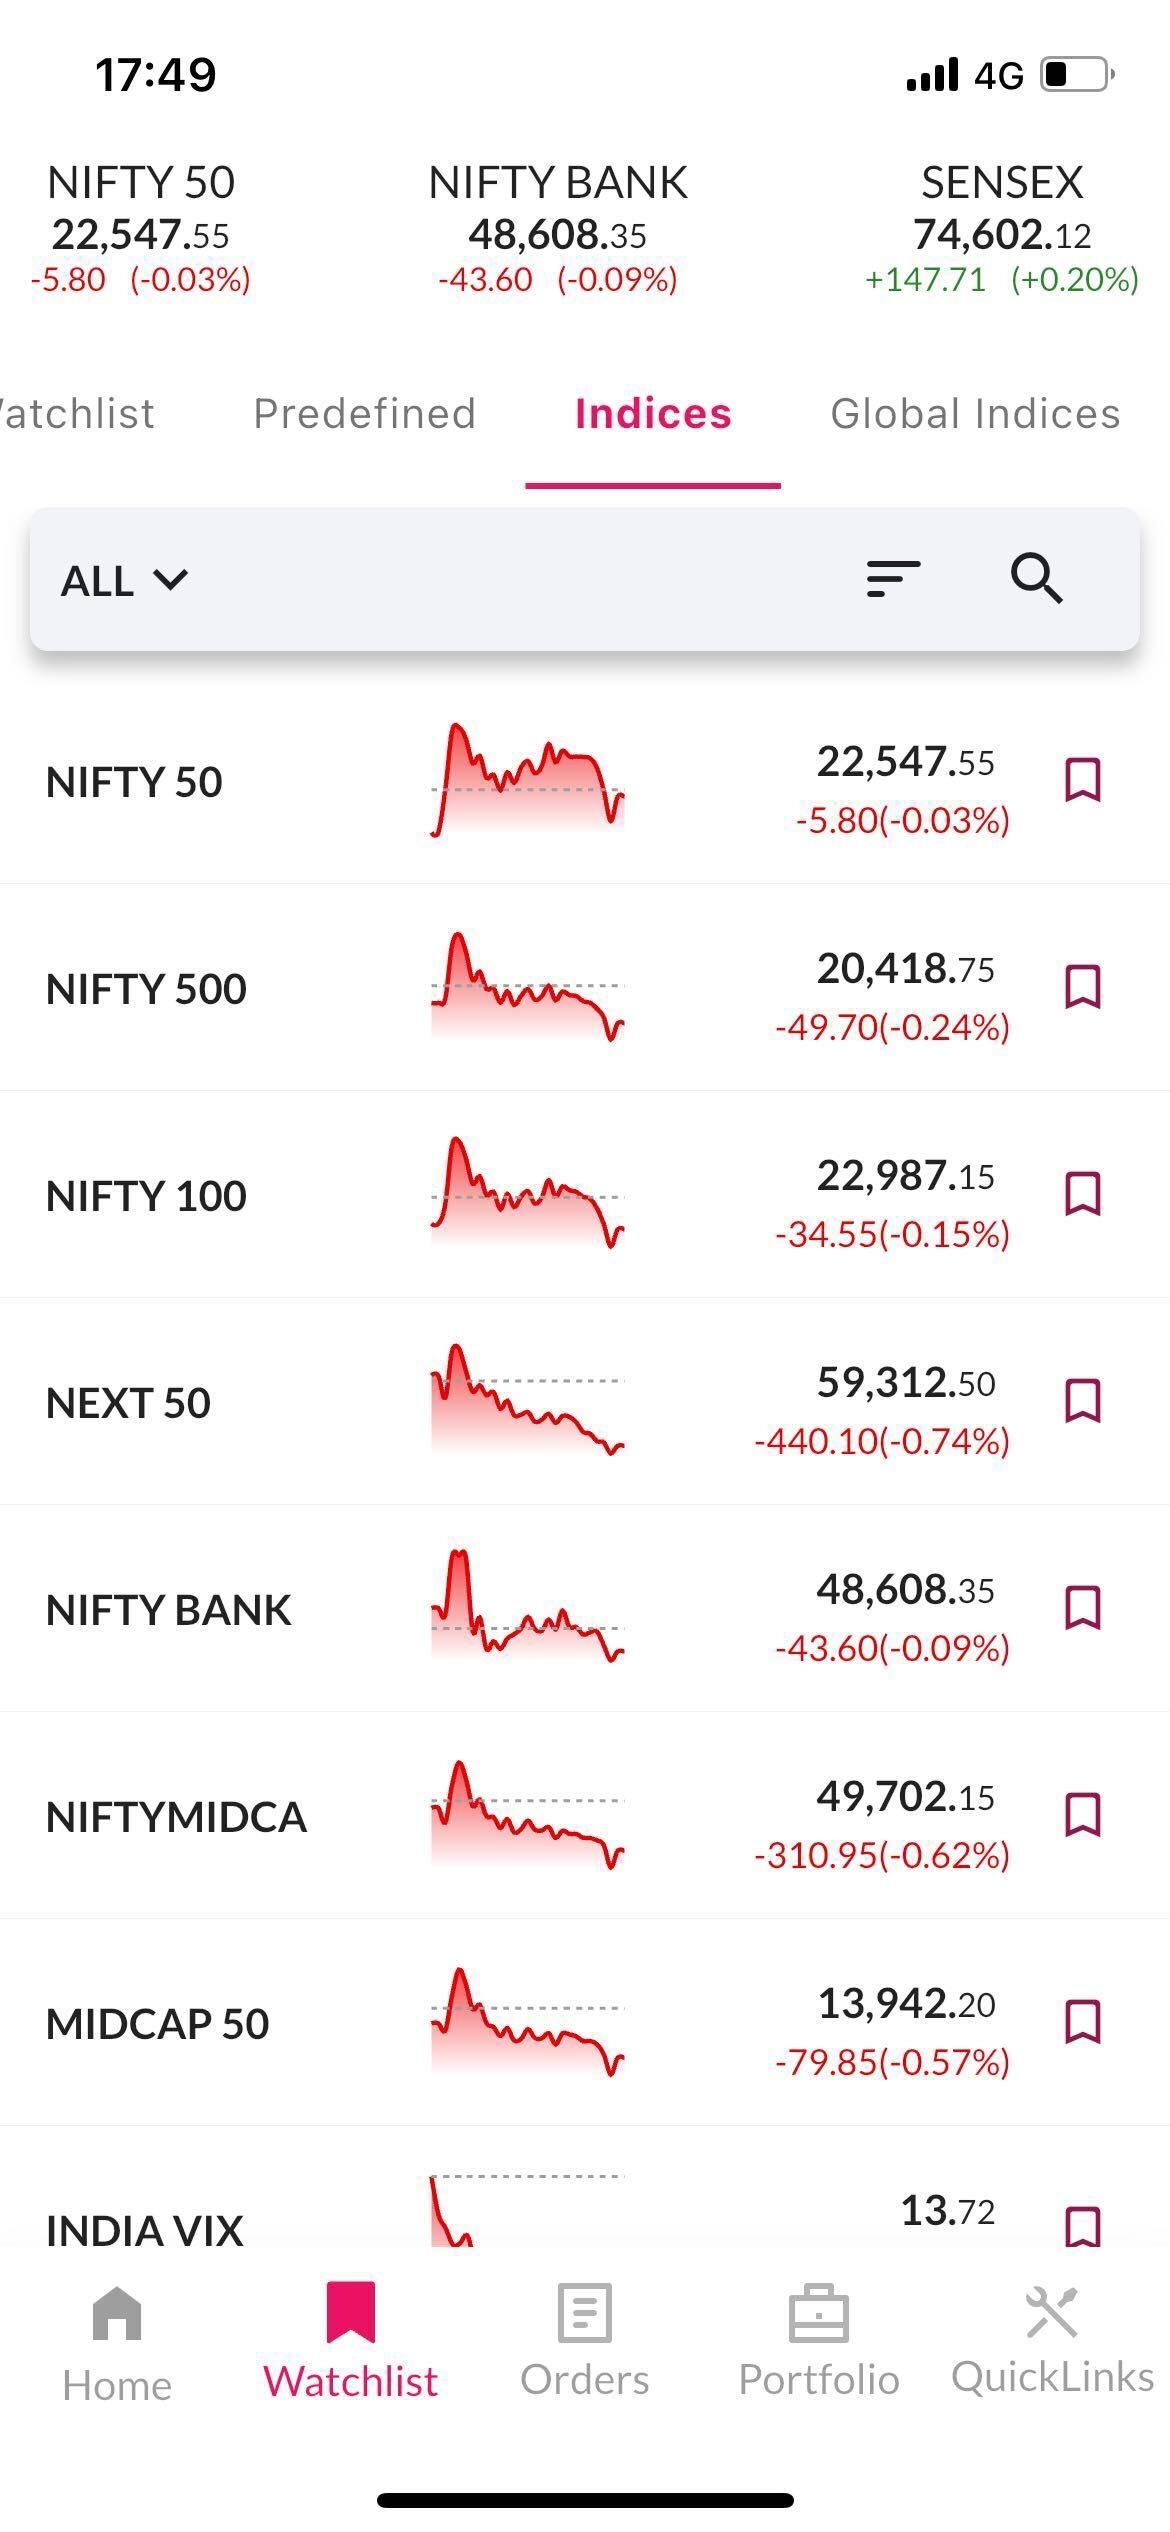 17:49 4G
NIFTY 50 NIFTY BANK SENSEX
22,547.55 48,608.35 74,602.12
-5.80 (-0.03%) -43.60 (-0.09%) +147.71 (+0.20%)
atchlist Predefined Indices Global Indices
ALL
NIFTY 50
22,547.55
-5.80(-0.03%)
NIFTY 500
20,418.75
-49.70(-0.24%)
NIFTY 100
22,987.15
-34.55(-0.15%)
NEXT 50
59,312.50
-440.10(-0.74%)
NIFTY BANK
48,608.35
-43.60(-0.09%)
NIFTYMIDCA
49,702.15
-310.95(-0.62%)
MIDCAP 50
13,942.20
-79.85(-0.57%)
INDIA VIX
13.72
Home Watchlist Orders Portfolio QuickLinks